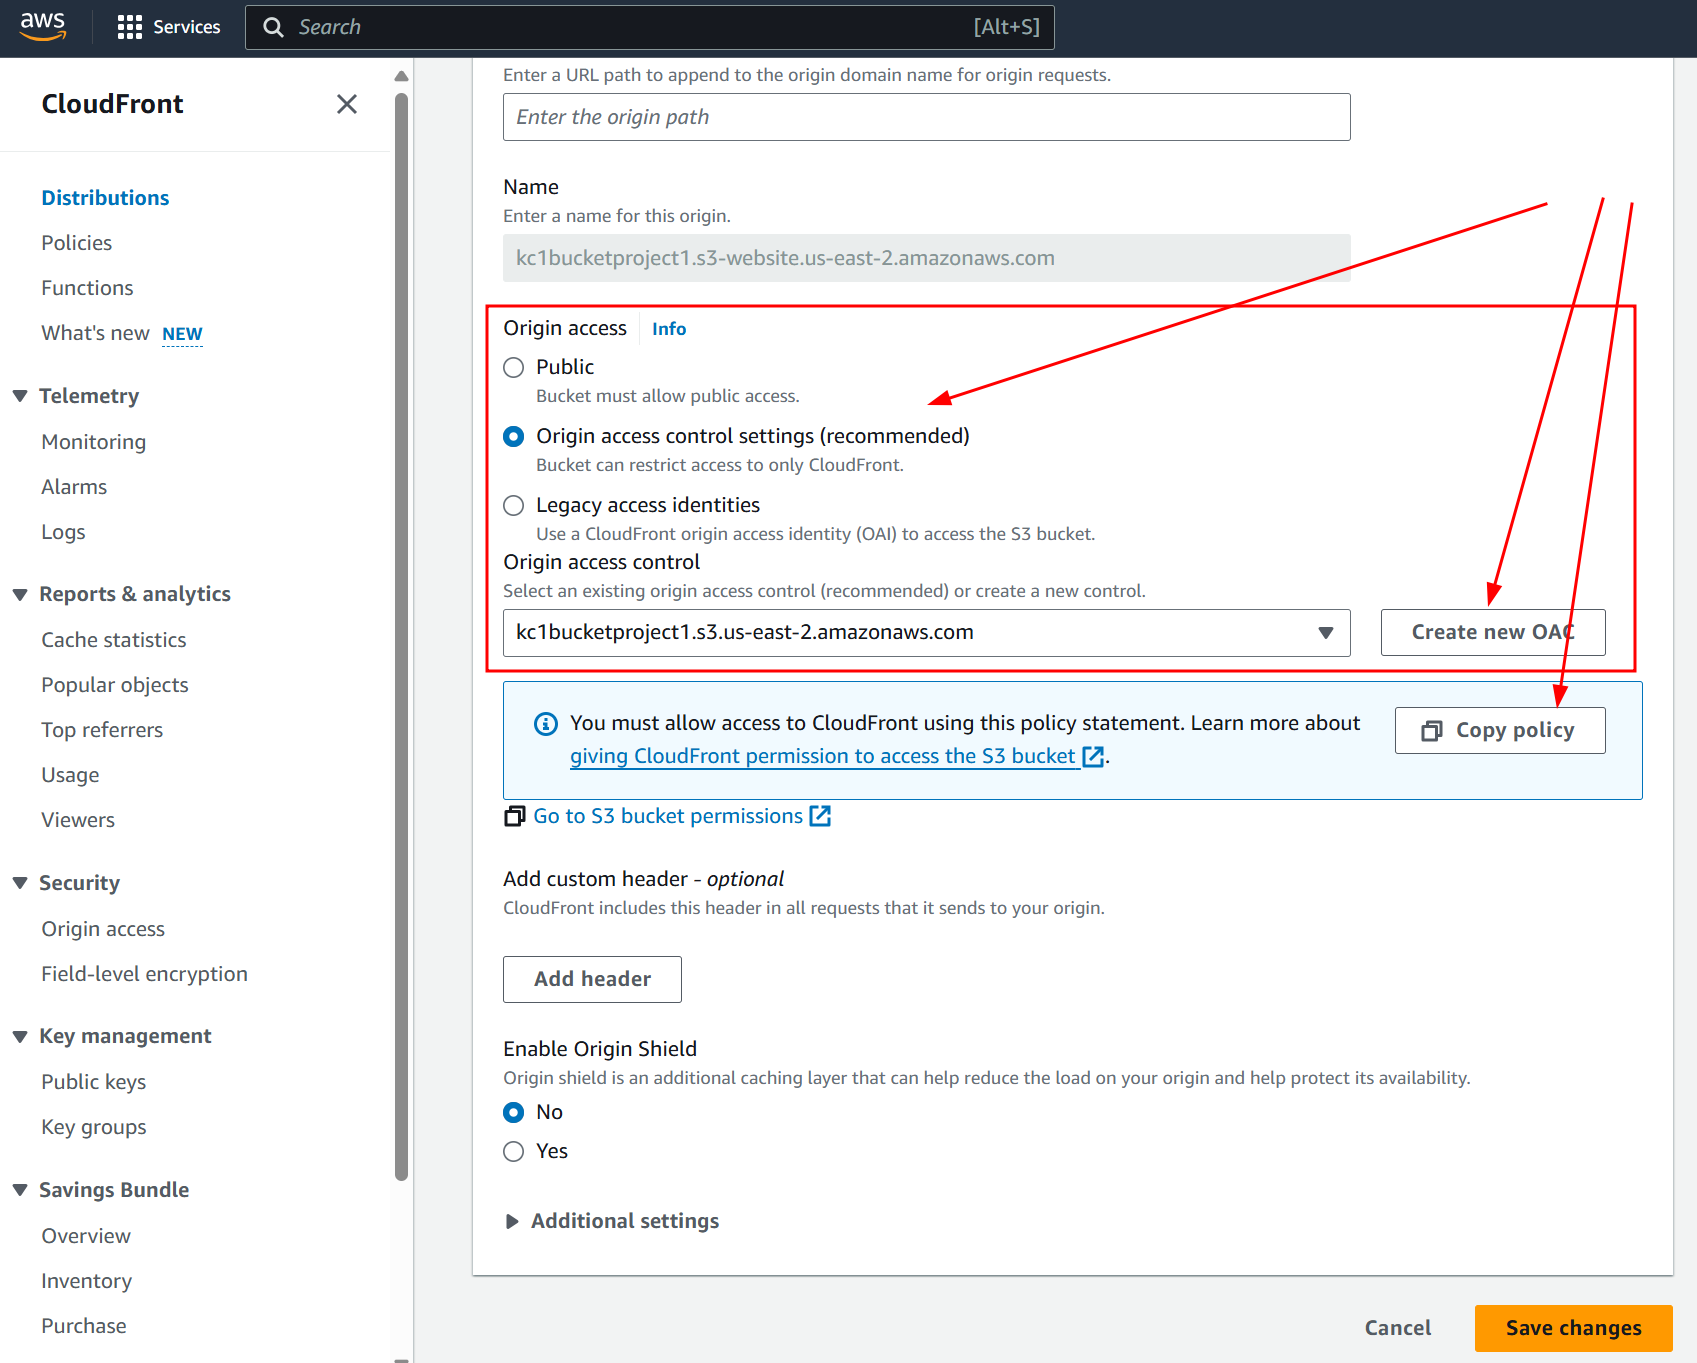 aws
Services
Search [Alt+S]
CloudFront
Distributions
Policies
Functions
What's new NEW
Telemetry
Monitoring
Alarms
Logs
Reports & analytics
Cache statistics
Popular objects
Top referrers
Usage
Viewers
Security
Origin access
Field-level encryption
Key management
Public keys
Key groups
Savings Bundle
Overview
Inventory
Purchase
Enter a URL path to append to the origin domain name for origin requests.
Enter the origin path
Name
Enter a name for this origin.
kc1bucketproject1.s3-website.us-east-2.amazonaws.com
Origin access Info
Public
Bucket must allow public access.
Origin access control settings (recommended)
Bucket can restrict access to only CloudFront.
Legacy access identities
Use a CloudFront origin access identity (OAI) to access the S3 bucket.
Origin access control
Select an existing origin access control (recommended) or create a new control.
kc1bucketproject1.s3.us-east-2.amazonaws.com
Create new OAC
You must allow access to CloudFront using this policy statement. Learn more about
giving CloudFront permission to access the S3 bucket.
Copy policy
Go to S3 bucket permissions
Add custom header - optional
CloudFront includes this header in all requests that it sends to your origin.
Add header
Enable Origin Shield
Origin shield is an additional caching layer that can help reduce the load on your origin and help protect its availability.
No
Yes
Additional settings
Cancel
Save changes